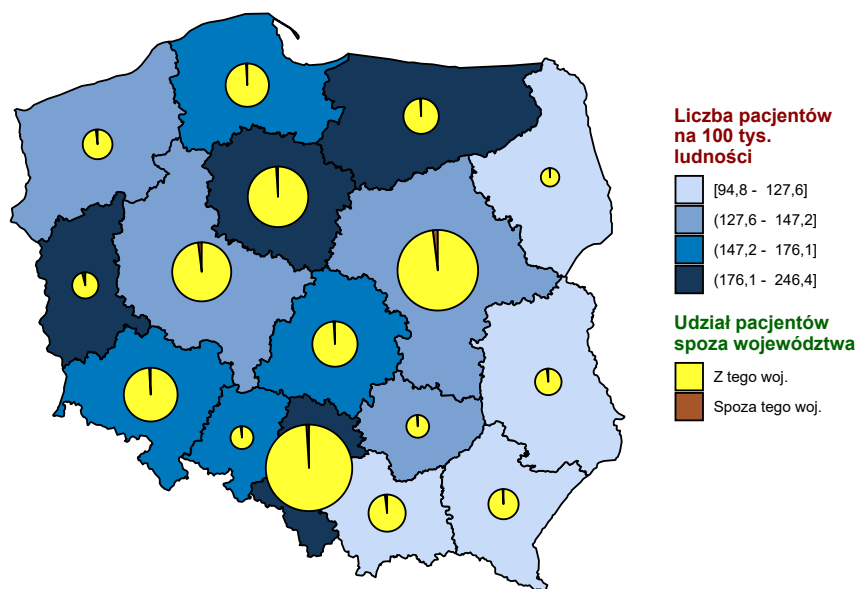 Liczba pacjentów
na 100 tys.
ludności
[94,8 - 127,6]
(127,6 - 147,2]
(147,2 - 176,1]
(176,1 - 246,4]
Udział pacjentów
spoza województwa
Z tego woj.
Spoza tego woj.